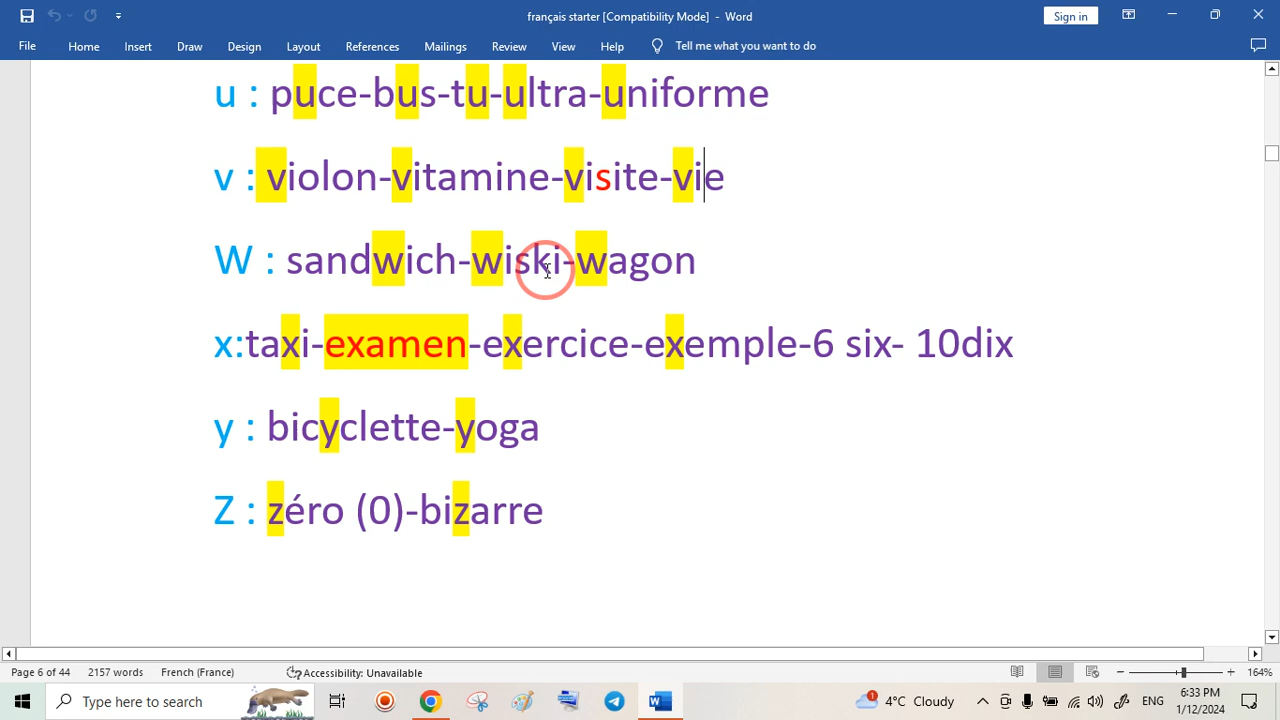 français starter [Compatibility Mode] - Word
Sign in
File Home Insert Draw Design Layout References Mailings Review View Help Tell me what you want to do
u : puce-bus-tu-ultra-uniforme
v : violon-vitamine-visite-vie
W : sandwich-wiski-wagon
x:taxi-examen-exercice-exemple-6 six- 10dix
y : bicyclette-yoga
Z : zéro (0)-bizarre
Page 6 of 44 2157 words French (France) Accessibility: Unavailable 164%
Type here to search 1 4°C Cloudy ENG 6:33 PM
1/12/2024